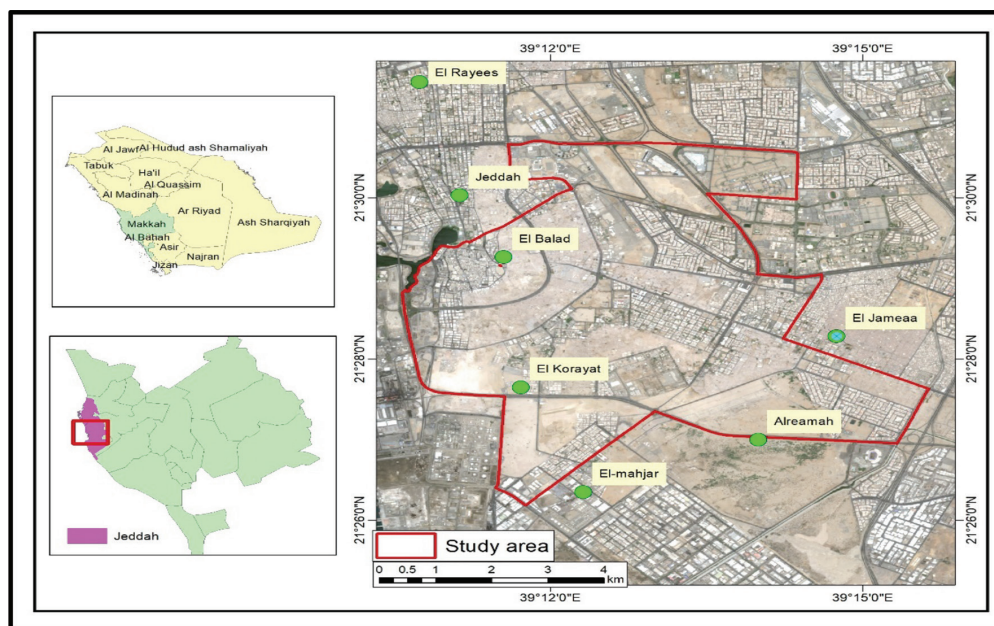 Al Jawf
Al Hudud ash Shamaliyah
Tabuk
Ha'il
Al Quassim
Al Madinah
Ar Riyad
Makkah
Ash Sharqiyah
Al Bahah
Asir
Najran
Jizan
Jeddah
39°12'0"E
39°15'0"E
El Rayees
Jeddah
21°30'0"N
21°30'0"N
El Balad
El Jameaa
21°28'0"N
21°28'0"N
El Korayat
Alreamah
El-mahjar
21°26'0"N
21°26'0"N
Study area
0 0.5 1 2 3 4
km
39°12'0"E
39°15'0"E